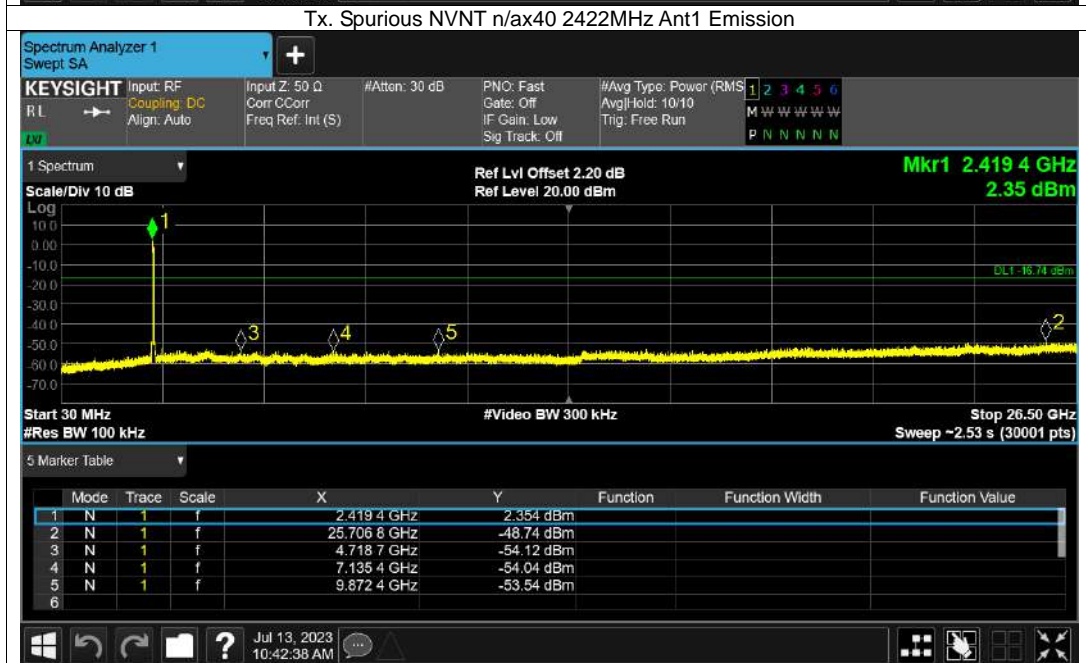 Tx. Spurious NVNT n/ax40 2422MHz Ant1 Emission
Spectrum Analyzer 1
Swept SA
+
KEYSIGHT
RL
LXI
Input: RF
Coupling: DC
Align: Auto
Input Z: 50 Ω
Corr CCorr
Freq Ref: Int (S)
#Atten: 30 dB
PNO: Fast
Gate: Off
IF Gain: Low
Sig Track: Off
#Avg Type: Power (RMS
Avg|Hold: 10/10
Trig: Free Run
1 2 3 4 5 6
M W W W W W
P N N N N N
1 Spectrum
Scale/Div 10 dB
Ref Lvl Offset 2.20 dB
Ref Level 20.00 dBm
Mkr1 2.419 4 GHz
2.35 dBm
Log
10.0
0.00
-10.0
-20.0
-30.0
-40.0
-50.0
-60.0
-70.0
1
DL1 -16.74 dBm
3
4
5
2
Start 30 MHz
#Res BW 100 kHz
#Video BW 300 kHz
Stop 26.50 GHz
Sweep ~2.53 s (30001 pts)
5 Marker Table
Mode Trace Scale X Y Function Function Width Function Value
1 N 1 f 2.419 4 GHz 2.354 dBm
2 N 1 f 25.706 8 GHz -48.74 dBm
3 N 1 f 4.718 7 GHz -54.12 dBm
4 N 1 f 7.135 4 GHz -54.04 dBm
5 N 1 f 9.872 4 GHz -53.54 dBm
6
?
Jul 13, 2023
10:42:38 AM